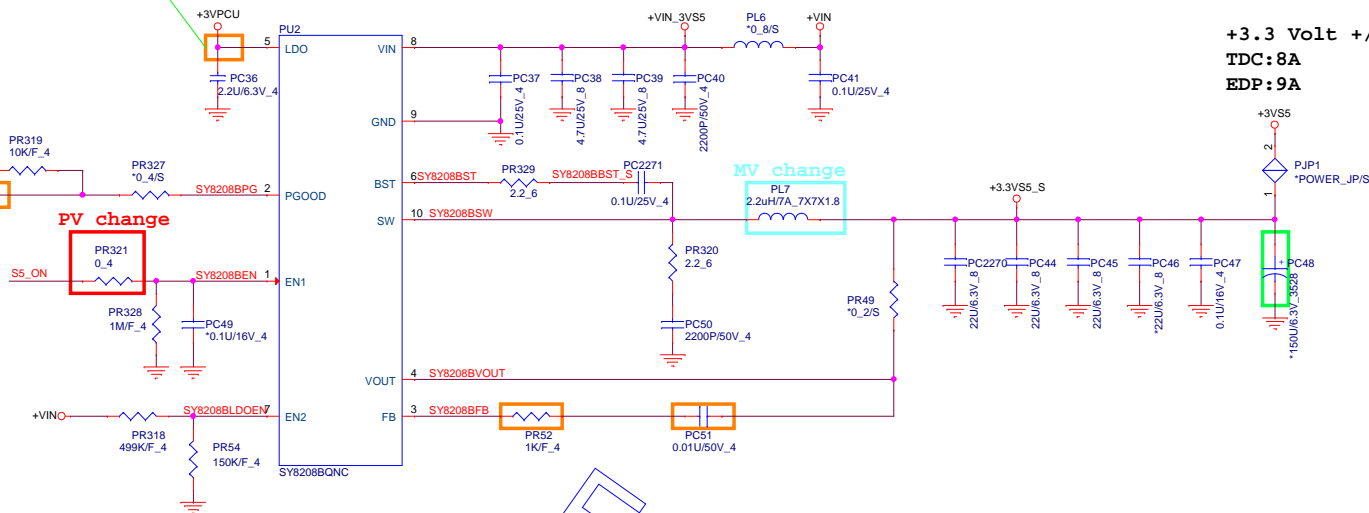 +3VPCU
PU2
5
LDO
PC36
2.2U/6.3V_4
VIN
8
+VIN_3VS5
PL6
*0_8/S
+VIN
PC37
0.1U/25V_4
PC38
4.7U/25V_8
PC39
4.7U/25V_8
PC40
2200P/50V_4
PC41
0.1U/25V_4
+3.3 Volt +/
TDC:8A
EDP:9A
GND
9
+3VS5
2
PJP1
*POWER_JP/S
1
PR319
10K/F_4
PR327
*0_4/S
SY8208BPG
2
PGOOD
BST
6
SY8208BST
PR329
2.2_6
SY8208BBST_S
PC2271
0.1U/25V_4
MV change
PL7
2.2uH/7A_7X7X1.8
SW
10
SY8208BSW
+3.3VS5_S
PV change
PR321
0_4
S5_ON
SY8208BEN
1
EN1
PR328
1M/F_4
PC49
*0.1U/16V_4
PR320
2.2_6
PC50
2200P/50V_4
PR49
*0_2/S
PC2270
22U/6.3V_8
PC44
22U/6.3V_8
PC45
22U/6.3V_8
PC46
*22U/6.3V_8
PC47
0.1U/16V_4
+
PC48
*150U/6.3V_3528
VOUT
4
SY8208BVOUT
FB
3
SY8208BFB
PR52
1K/F_4
PC51
0.01U/50V_4
+VIN
PR318
499K/F_4
SY8208BLDOEN
7
EN2
PR54
150K/F_4
SY8208BQNC